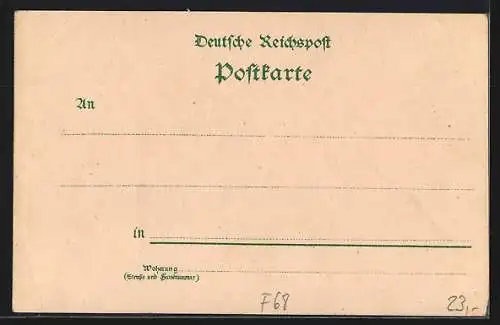 Deutsche Reichspost
Postkarte
An
in
Wohnung
(Straße und Hausnummer)
F68
23,-